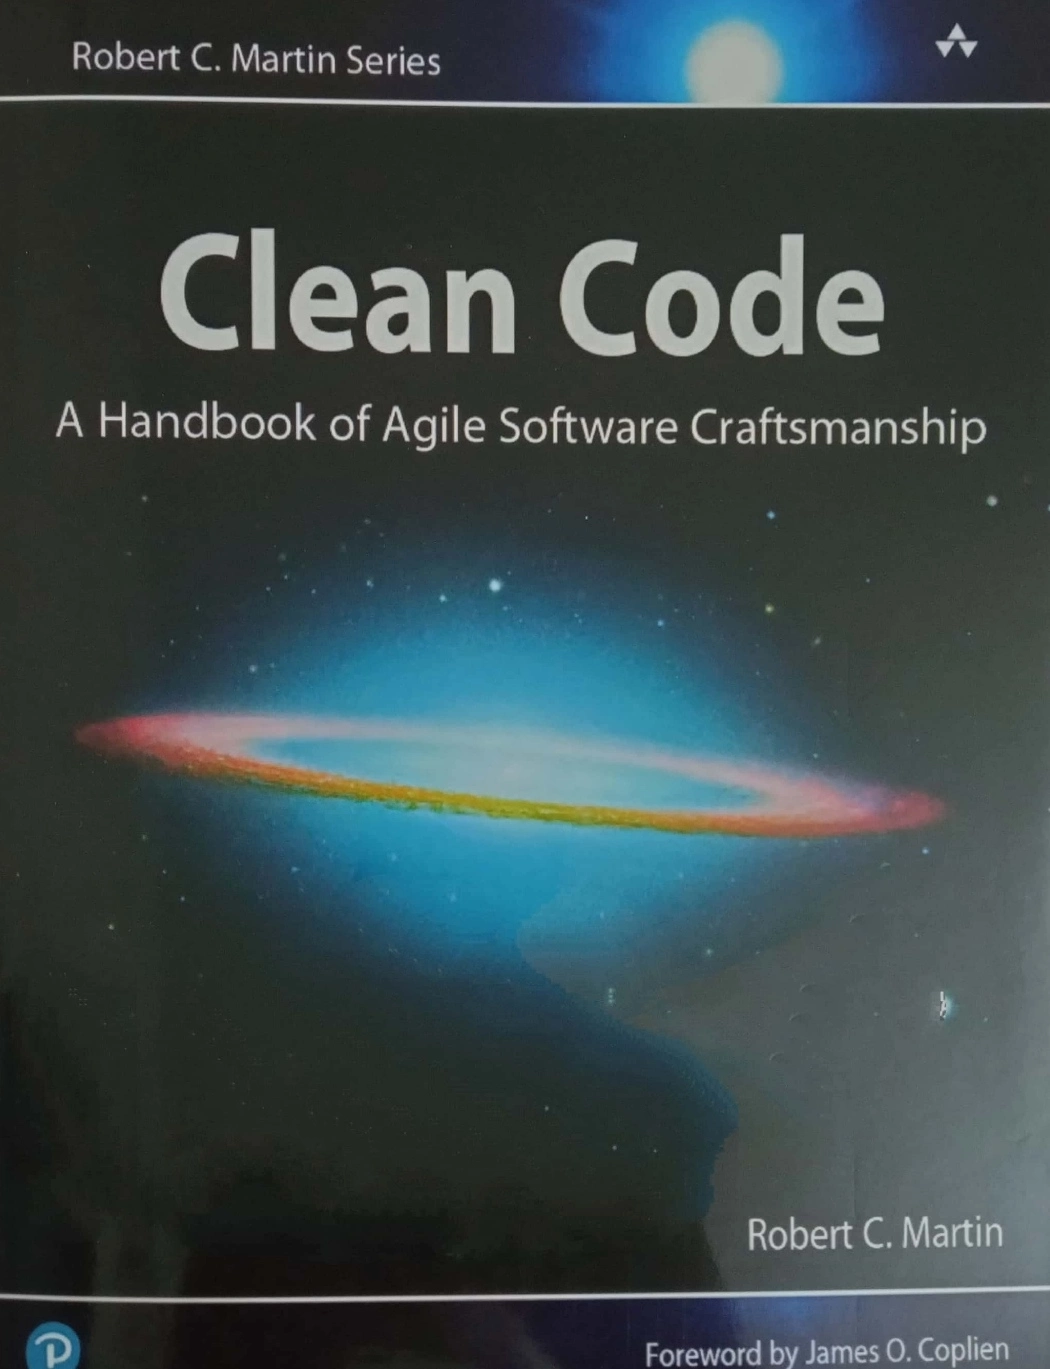 Robert C. Martin Series
Clean Code
A Handbook of Agile Software Craftsmanship
Robert C. Martin
Foreword by James O. Coplien